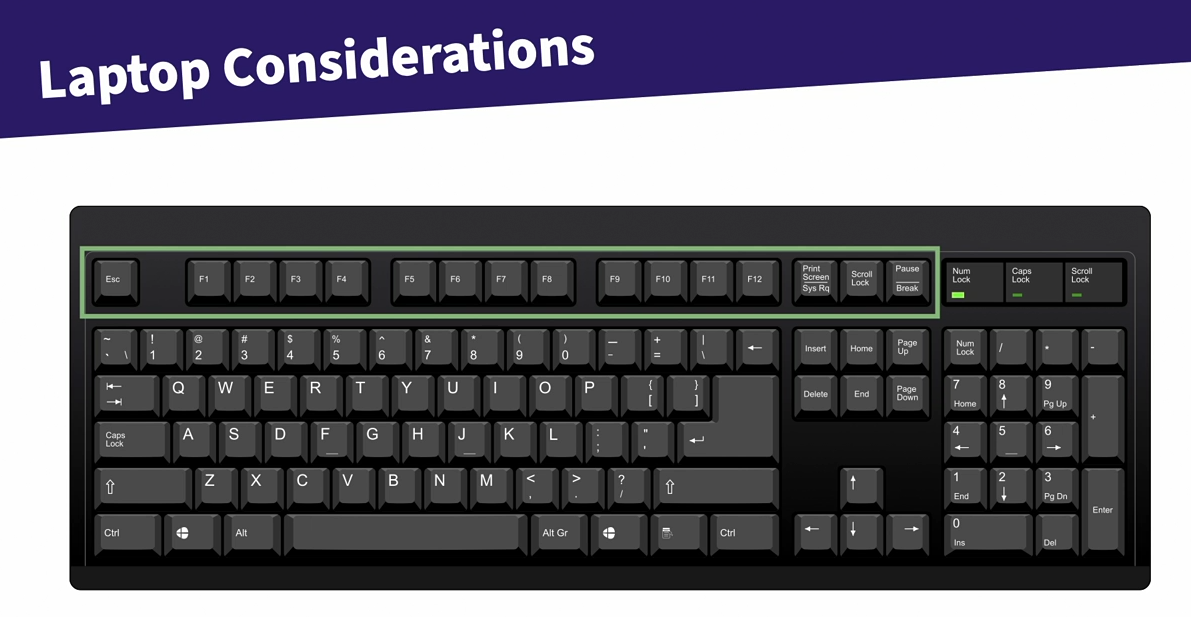 Laptop Considerations
Esc F1 F2 F3 F4 F5 F6 F7 F8 F9 F10 F11 F12 Print Screen Sys Rq Scroll Lock Pause Break Num Lock Caps Lock Scroll Lock
~ ` \ ! 1 @ 2 # 3 $ 4 % 5 ^ 6 & 7 * 8 ( 9 ) 0 — - + = | \ ← Insert Home Page Up Num Lock / * -
⇤ ⇥ Q W E R T Y U I O P { [ } ] Delete End Page Down 7 Home 8 ↑ 9 Pg Up +
Caps Lock A S D F G H J K L : ; " ' ↵ 4 ← 5 6 →
⇧ Z X C V B N M < , > . ? / ⇧ ↑ 1 End 2 ↓ 3 Pg Dn Enter
Ctrl Alt Alt Gr Ctrl ← ↓ → 0 Ins . Del